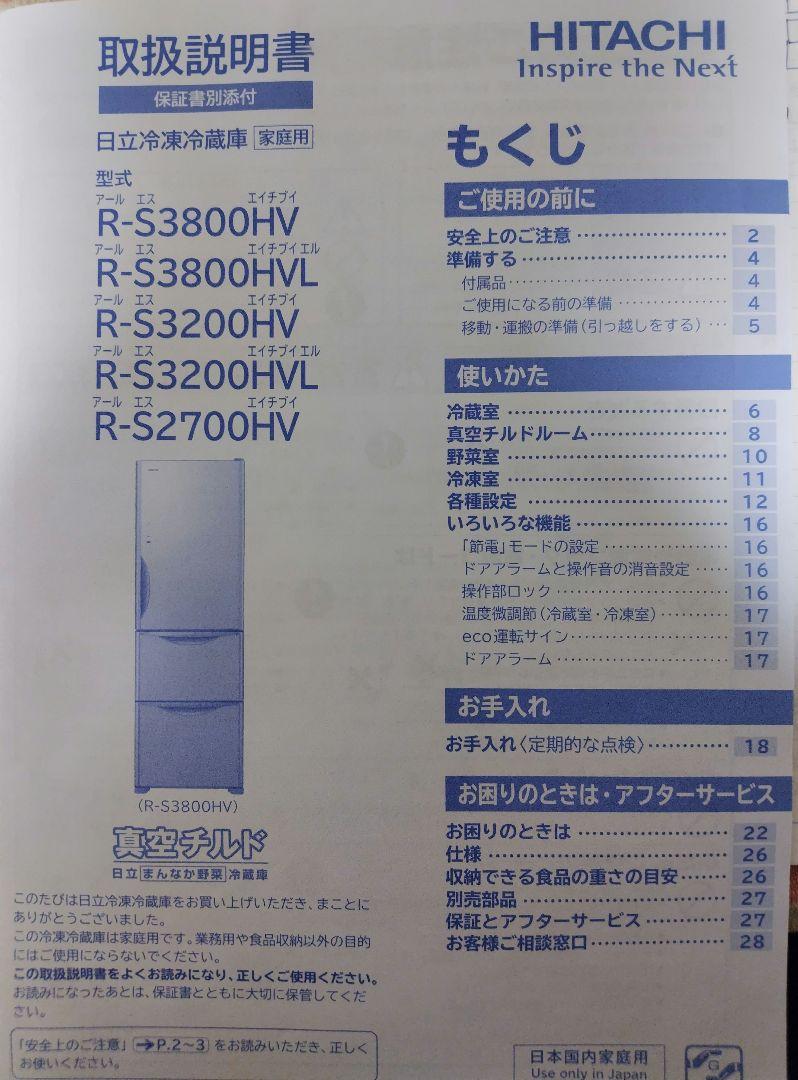 取扱説明書
保証書別添付
日立冷凍冷蔵庫 家庭用
型式
アール エス エイチブイ
R-S3800HV
アール エス エイチブイエル
R-S3800HVL
アール エス エイチブイ
R-S3200HV
アール エス エイチブイエル
R-S3200HVL
アール エス エイチブイ
R-S2700HV
(R-S3800HV)
真空チルド
日立 まんなか野菜 冷蔵庫
このたびは日立冷凍冷蔵庫をお買い上げいただき、まことに
ありがとうございました。
この冷凍冷蔵庫は家庭用です。業務用や食品収納以外の目的
にはご使用にならないでください。
この取扱説明書をよくお読みになり、正しくご使用ください。
お読みになったあとは、保証書とともに大切に保管してくだ
さい。
「安全上のご注意」(→P.2~3)をお読みいただき、正しく
お使いください。
HITACHI
Inspire the Next
もくじ
ご使用の前に
安全上のご注意 2
準備する 4
付属品 4
ご使用になる前の準備 4
移動・運搬の準備(引っ越しをする) 5
使いかた
冷蔵室 6
真空チルドルーム 8
野菜室 10
冷凍室 11
各種設定 12
いろいろな機能 16
「節電」モードの設定 16
ドアアラームと操作音の消音設定 16
操作部ロック 16
温度微調節(冷蔵室・冷凍室) 17
eco運転サイン 17
ドアアラーム 17
お手入れ
お手入れ〈定期的な点検〉 18
お困りのときは・アフターサービス
お困りのときは 22
仕様 26
収納できる食品の重さの目安 26
別売部品 27
保証とアフターサービス 27
お客様ご相談窓口 28
日本国内家庭用
Use only in Japan
G